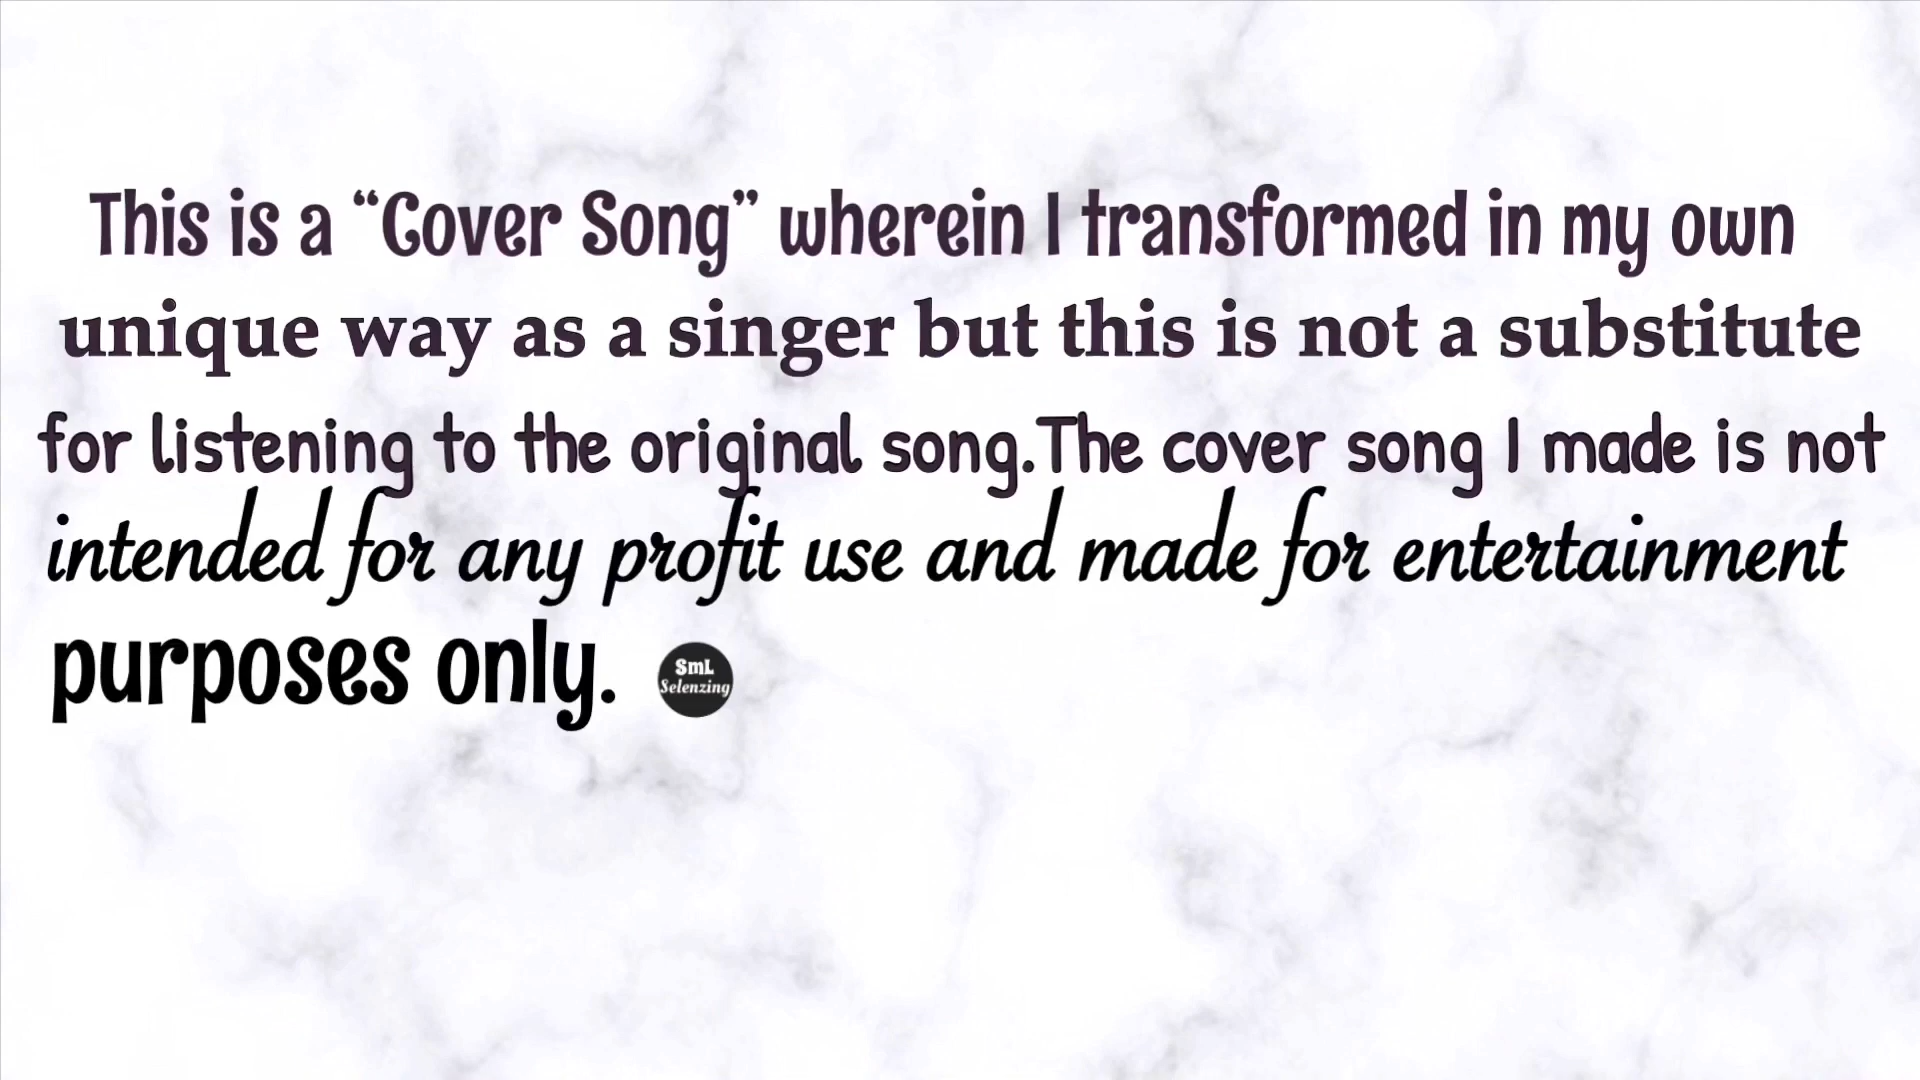 This is a “Cover Song” wherein I transformed in my own
unique way as a singer but this is not a substitute
for listening to the original song.The cover song I made is not
intended for any profit use and made for entertainment
purposes only.
SmL
Selenzing